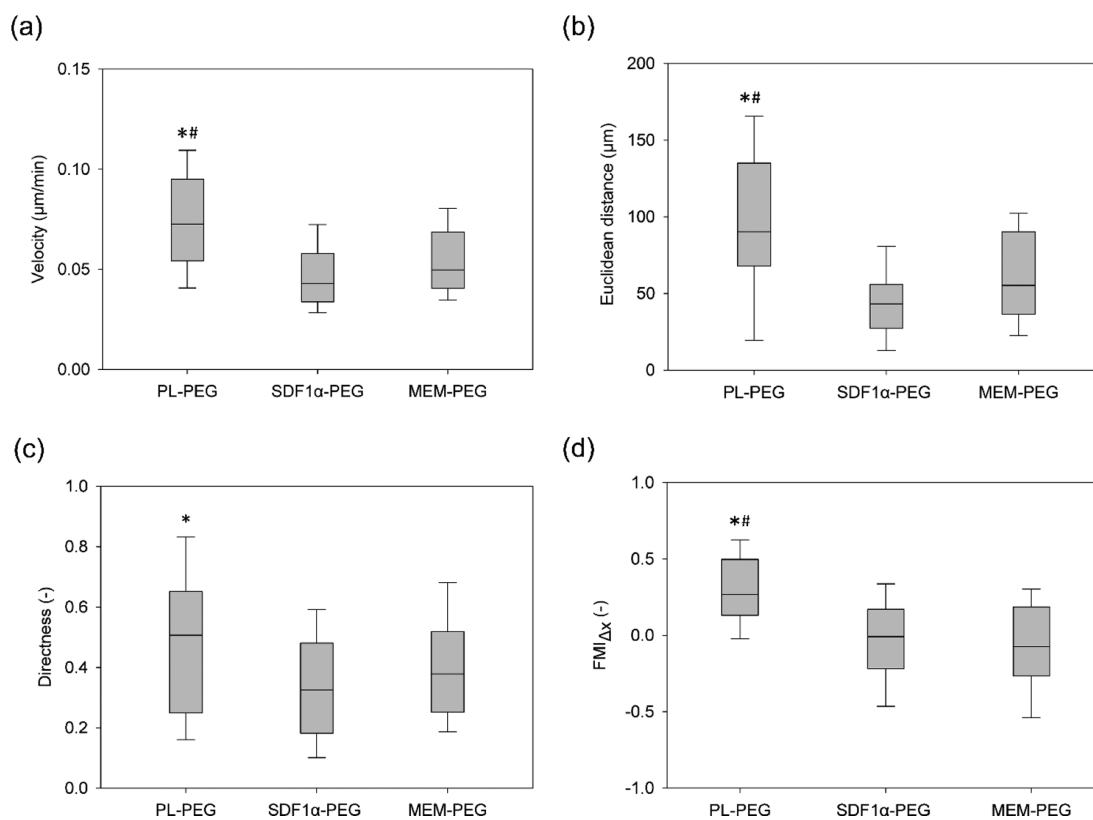 (a)
0.15
0.10
0.05
0.00
Velocity (µm/min)
*#
PL-PEG SDF1α-PEG MEM-PEG
(b)
200
150
100
50
0
Euclidean distance (µm)
*#
PL-PEG SDF1α-PEG MEM-PEG
(c)
1.0
0.8
0.6
0.4
0.2
0.0
Directness (-)
*
PL-PEG SDF1α-PEG MEM-PEG
(d)
1.0
0.5
0.0
-0.5
-1.0
FMIΔx (-)
*#
PL-PEG SDF1α-PEG MEM-PEG